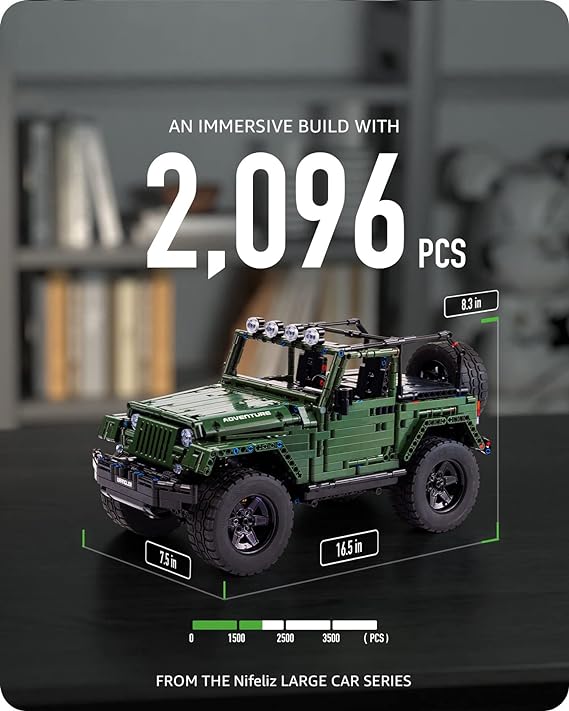 AN IMMERSIVE BUILD WITH
2,096 PCS
8.3 in
ADVENTURE
7.5 in
16.5 in
0 1500 2500 3500 ( PCS )
FROM THE Nifeliz LARGE CAR SERIES